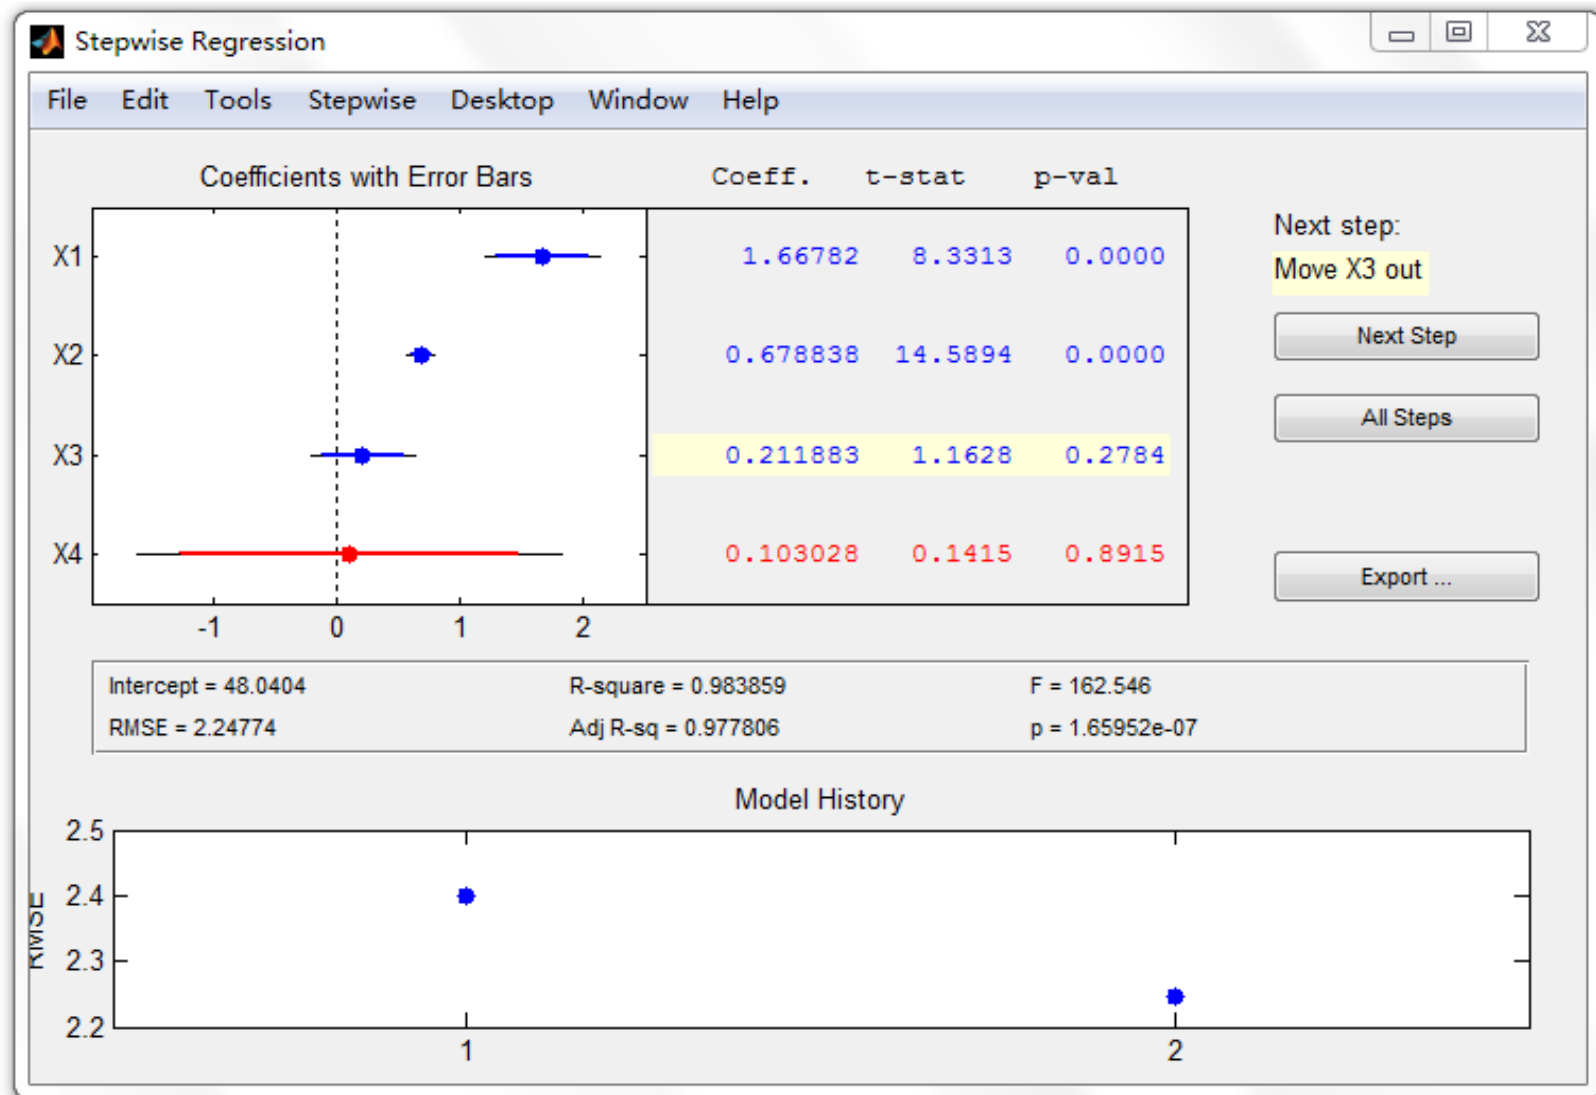 Stepwise Regression
File Edit Tools Stepwise Desktop Window Help
Coefficients with Error Bars Coeff. t-stat p-val
X1 1.66782 8.3313 0.0000
X2 0.678838 14.5894 0.0000
X3 0.211883 1.1628 0.2784
X4 0.103028 0.1415 0.8915
-1 0 1 2
Next step:
Move X3 out
Next Step
All Steps
Export ...
Intercept = 48.0404 R-square = 0.983859 F = 162.546
RMSE = 2.24774 Adj R-sq = 0.977806 p = 1.65952e-07
Model History
RMSE
2.5
2.4
2.3
2.2
1 2